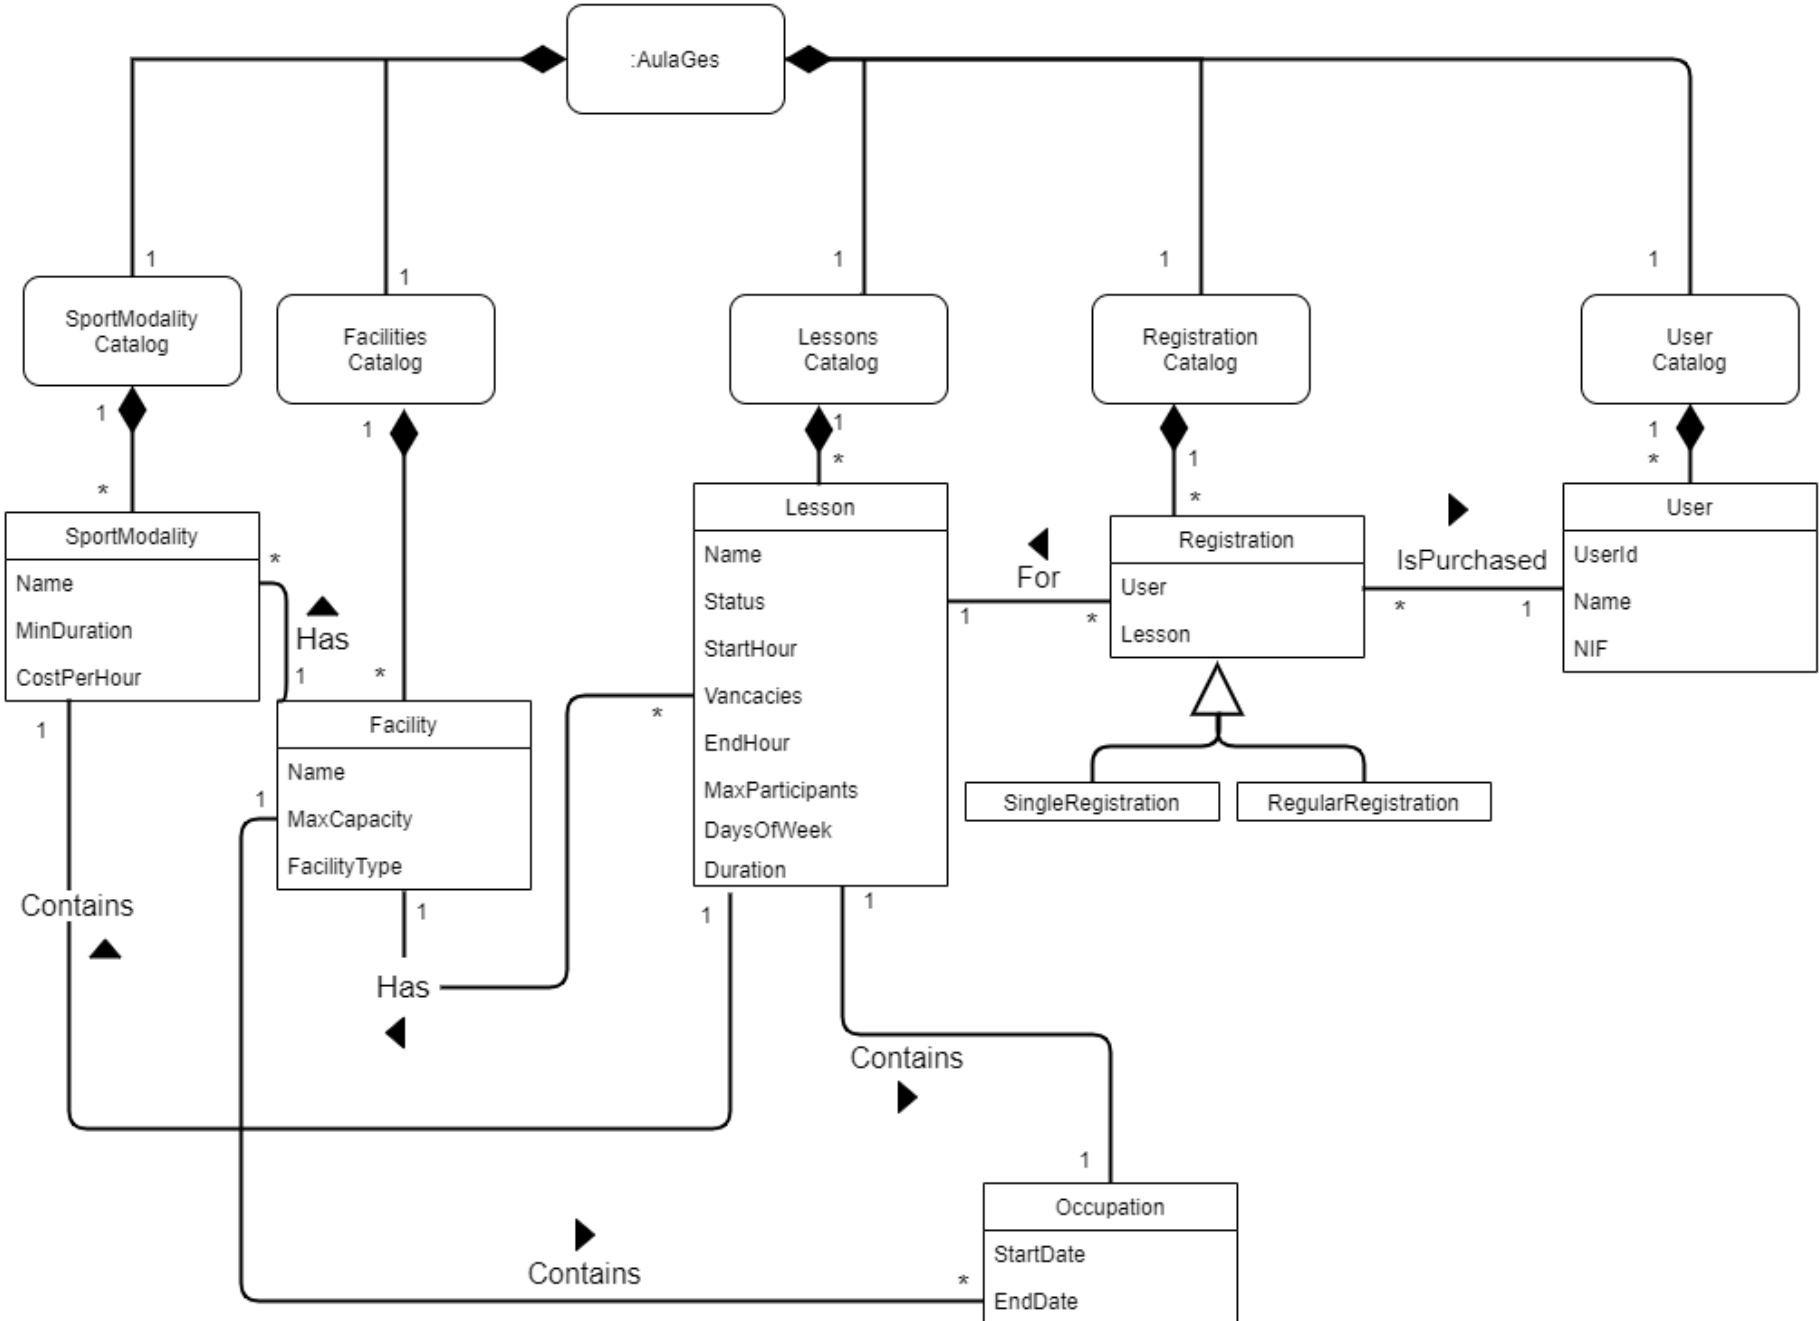 :AulaGes
1
1
1
1
1
SportModality
Catalog
Facilities
Catalog
Lessons
Catalog
Registration
Catalog
User
Catalog
1
*
1
*
1
*
1
*
1
*
SportModality
Name
MinDuration
CostPerHour
*
Has
1
1
Facility
Name
MaxCapacity
FacilityType
1
1
Lesson
Name
Status
StartHour
Vancacies
EndHour
MaxParticipants
DaysOfWeek
Duration
*
1
1
For
1
*
Registration
User
Lesson
IsPurchased
*
1
User
UserId
Name
NIF
SingleRegistration
RegularRegistration
Contains
Has
Contains
1
Contains
*
Occupation
StartDate
EndDate